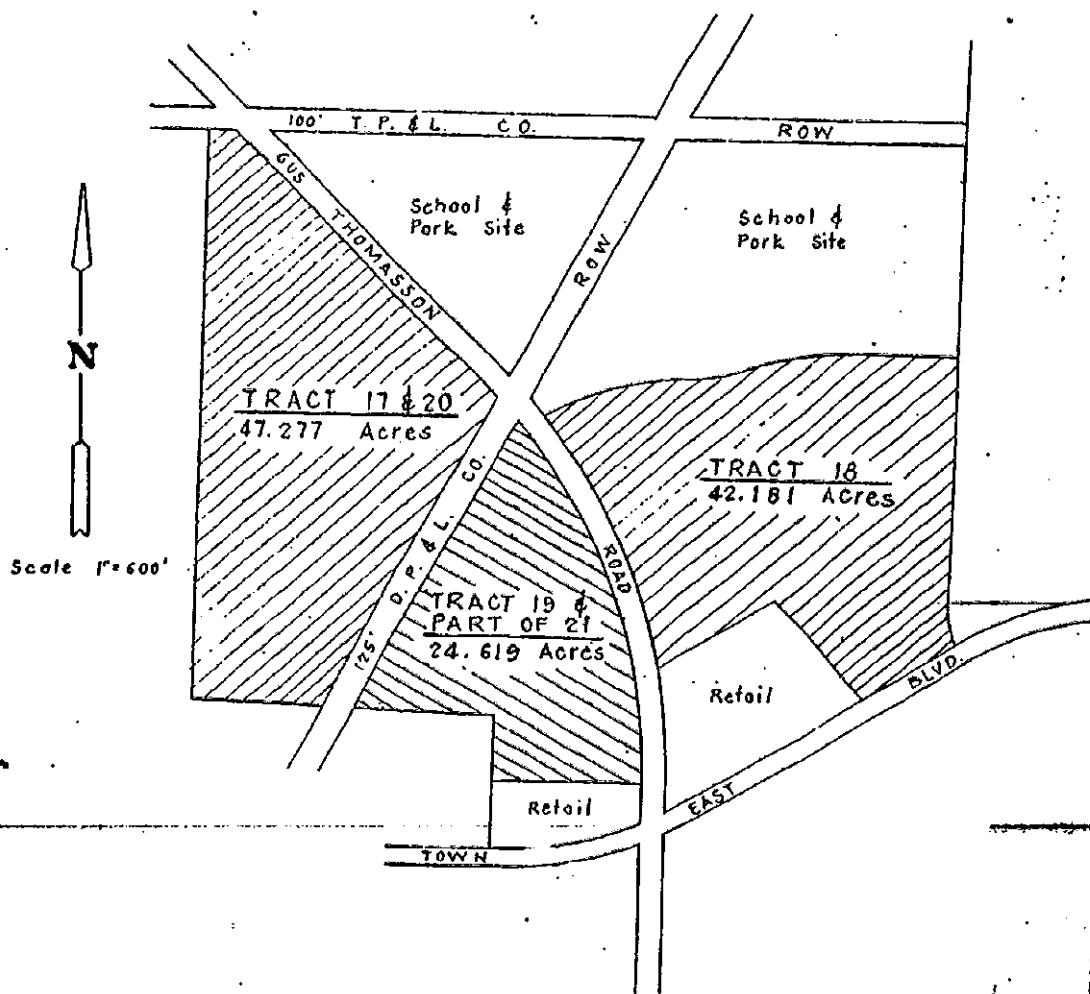 100' T. P. & L. CO. ROW
GUS THOMASSON ROAD
School &
Park Site
School &
Park Site
ROW
N
TRACT 17 & 20
47.277 Acres
TRACT 18
42.181 Acres
Scale 1"=600'
125' D. P. & L. CO.
TRACT 19 &
PART OF 21
24.619 Acres
Retail
Retail
TOWN EAST BLVD.